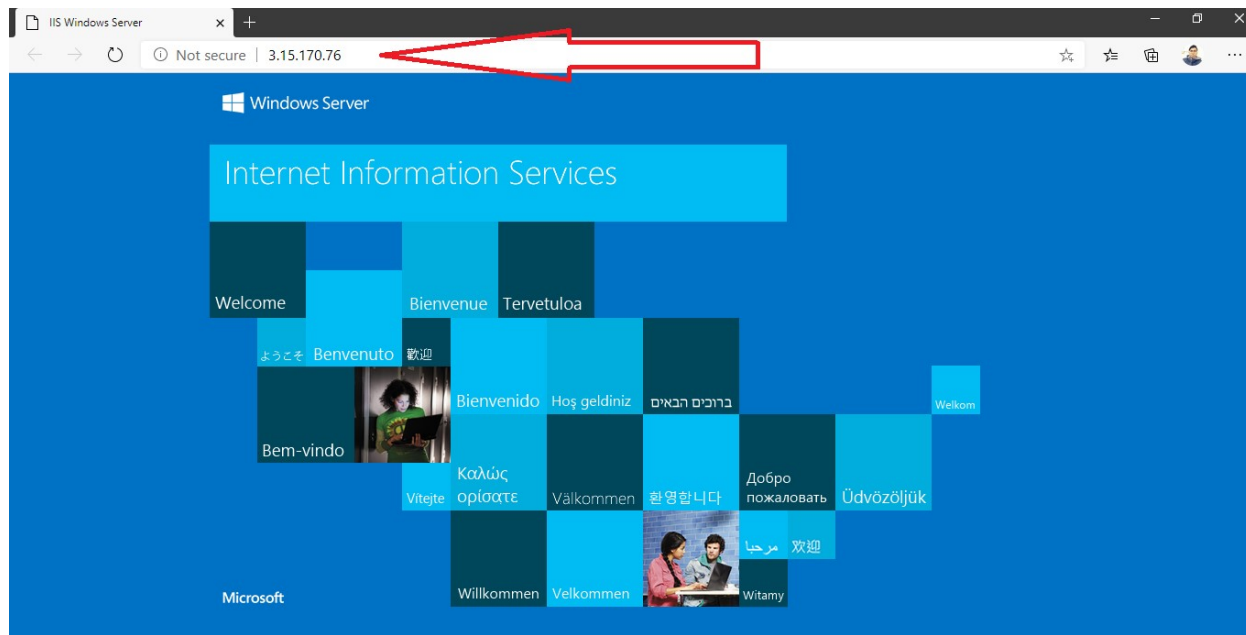 IIS Windows Server
Not secure | 3.15.170.76
Windows Server
Internet Information Services
Welcome
Bienvenue
Tervetuloa
ようこそ
Benvenuto
歡迎
Bienvenido
Hoş geldiniz
ברוכים הבאים
Welkom
Bem-vindo
Vítejte
Καλώς
ορίσατε
Välkommen
환영합니다
Добро
пожаловать
Üdvözöljük
مرحبا
欢迎
Microsoft
Willkommen
Velkommen
Witamy